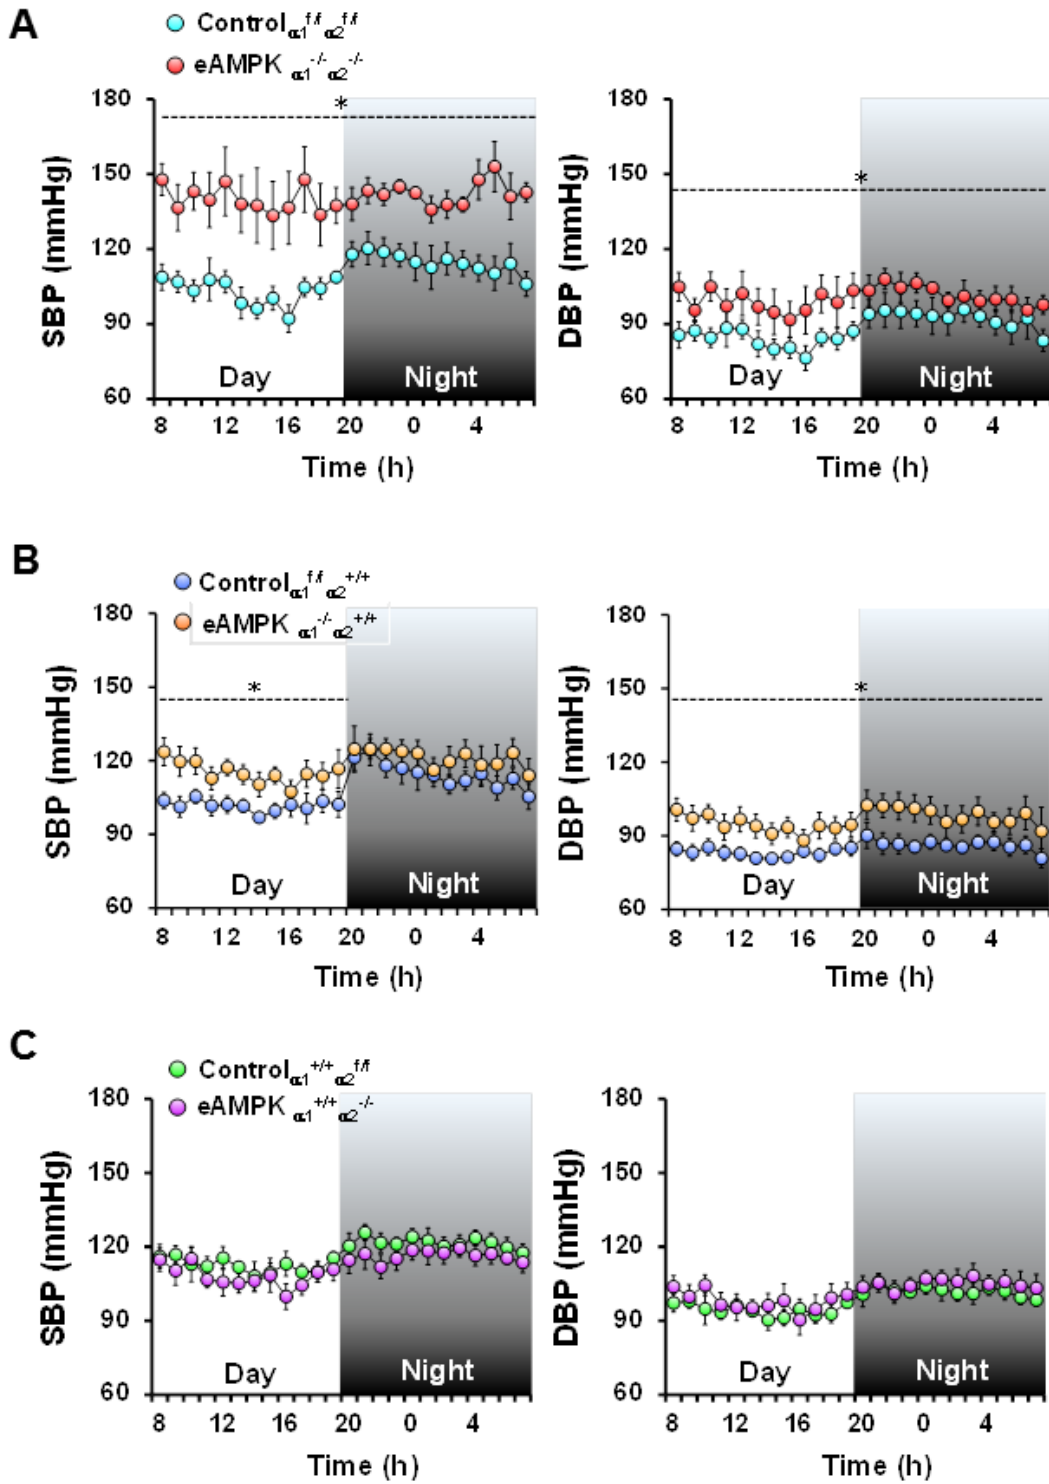 A
Control α1 f/f α2 f/f
eAMPK α1 -/- α2 -/-
SBP (mmHg)
180
150
120
90
60
*
Day
Night
8 12 16 20 0 4
Time (h)
DBP (mmHg)
180
150
120
90
60
*
Day
Night
8 12 16 20 0 4
Time (h)
B
Control α1 f/f α2 +/+
eAMPK α1 -/- α2 +/+
SBP (mmHg)
180
150
120
90
60
*
Day
Night
8 12 16 20 0 4
Time (h)
DBP (mmHg)
180
150
120
90
60
*
Day
Night
8 12 16 20 0 4
Time (h)
C
Control α1 +/+ α2 f/f
eAMPK α1 +/+ α2 -/-
SBP (mmHg)
180
150
120
90
60
Day
Night
8 12 16 20 0 4
Time (h)
DBP (mmHg)
180
150
120
90
60
Day
Night
8 12 16 20 0 4
Time (h)